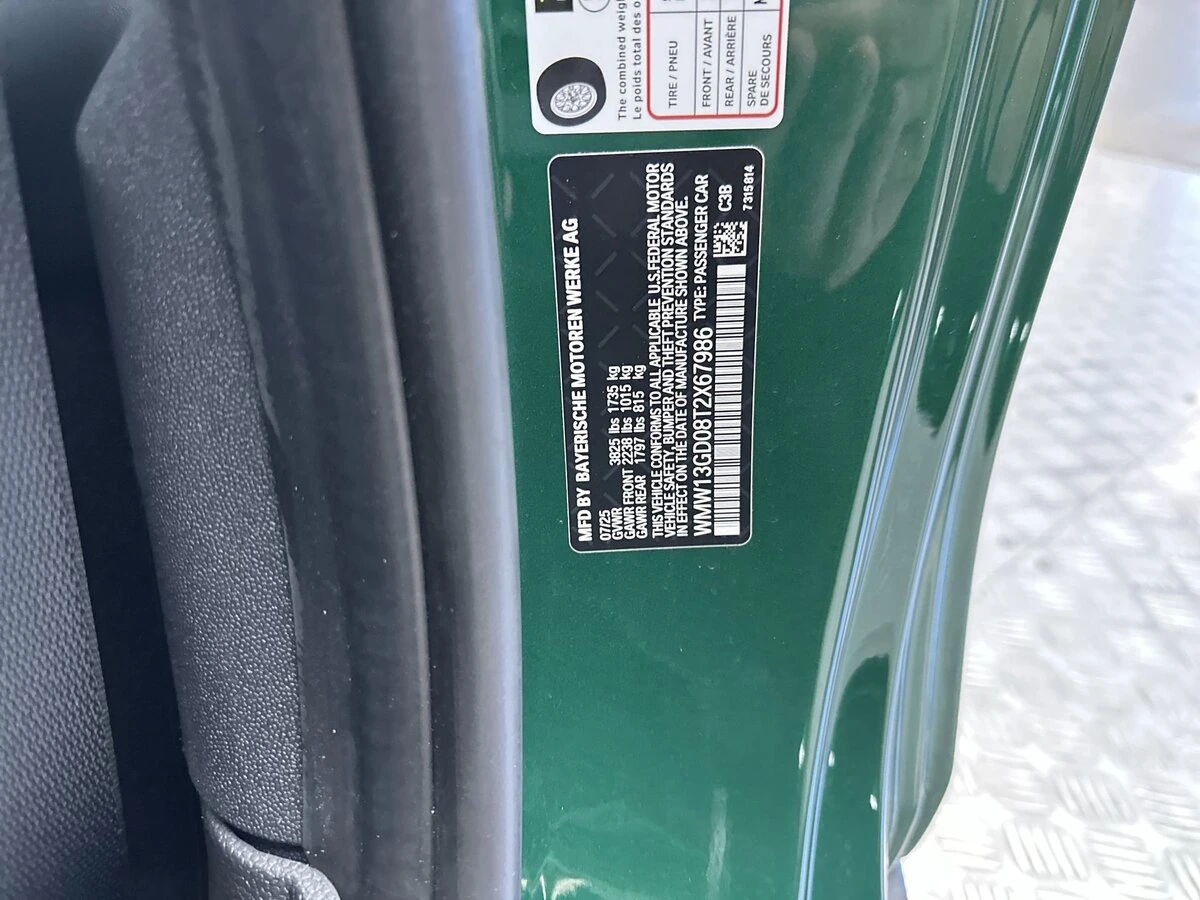 MFD BY BAYERISCHE MOTOREN WERKE AG
07/25
GVWR 3825 lbs 1735 kg
GAWR FRONT 2238 lbs 1015 kg
GAWR REAR 1797 lbs 815 kg
THIS VEHICLE CONFORMS TO ALL APPLICABLE U.S.FEDERAL MOTOR
VEHICLE SAFETY, BUMPER AND THEFT PREVENTION STANDARDS
IN EFFECT ON THE DATE OF MANUFACTURE SHOWN ABOVE.
WMW13GD08T2X67986 TYPE: PASSENGER CAR
C3B
7315814
The combined
Le poids total des
TIRE / PNEU
FRONT / AVANT
REAR / ARRIÈRE
SPARE
DE SECOURS